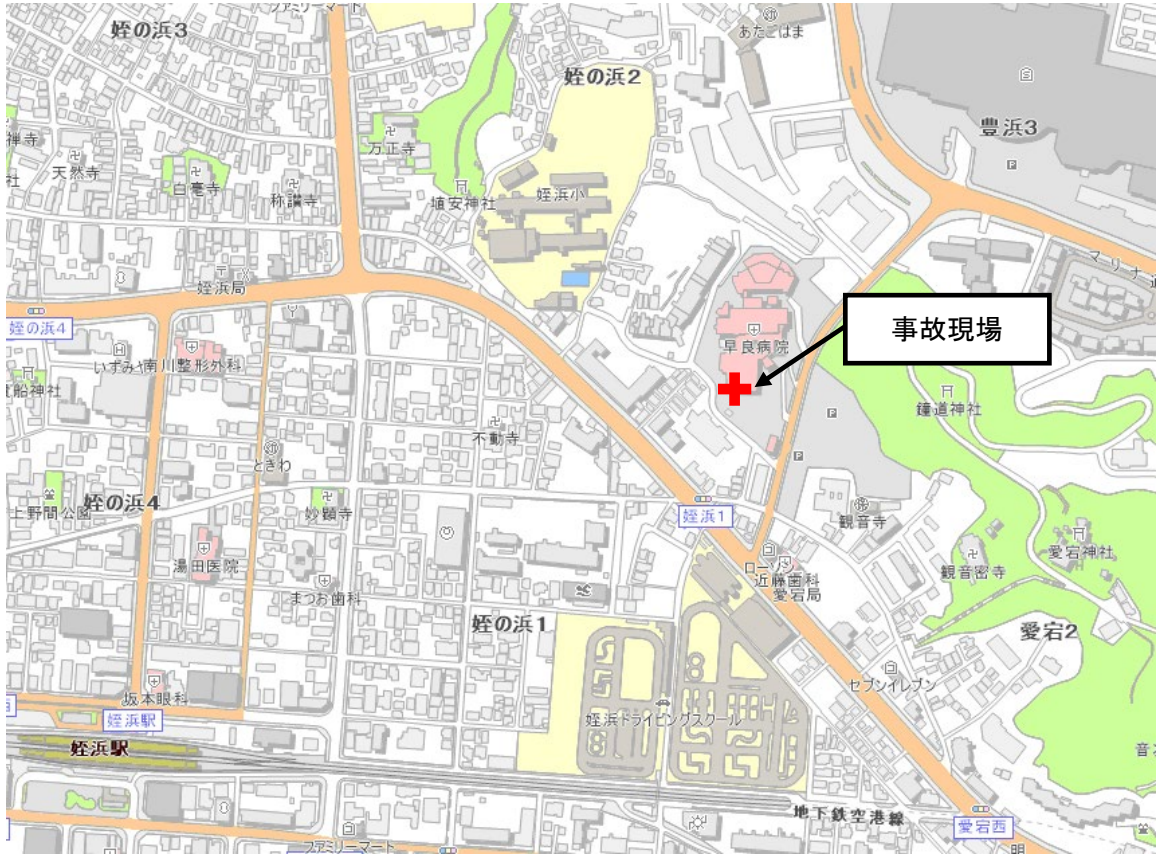 ファミリーマート
姪の浜3
あたごはま
姪の浜2
豊浜3
万正寺
天然寺
白毫寺
称讃寺
埴安神社
姪浜小
姪浜局
マリナ通
姪の浜4
事故現場
早良病院
いずみ
南川整形外科
貴船神社
鐘道神社
不動寺
ときわ
姪の浜4
上野間公園
妙顕寺
姪浜1
観音寺
湯田医院
ローソン
近藤歯科
愛宕局
愛宕神社
観音密寺
まつお歯科
姪の浜1
愛宕2
坂本眼科
セブンイレブン
姪浜駅
姪浜ドライビングスクール
姪浜駅
地下鉄空港線
愛宕西
ファミリーマート
明